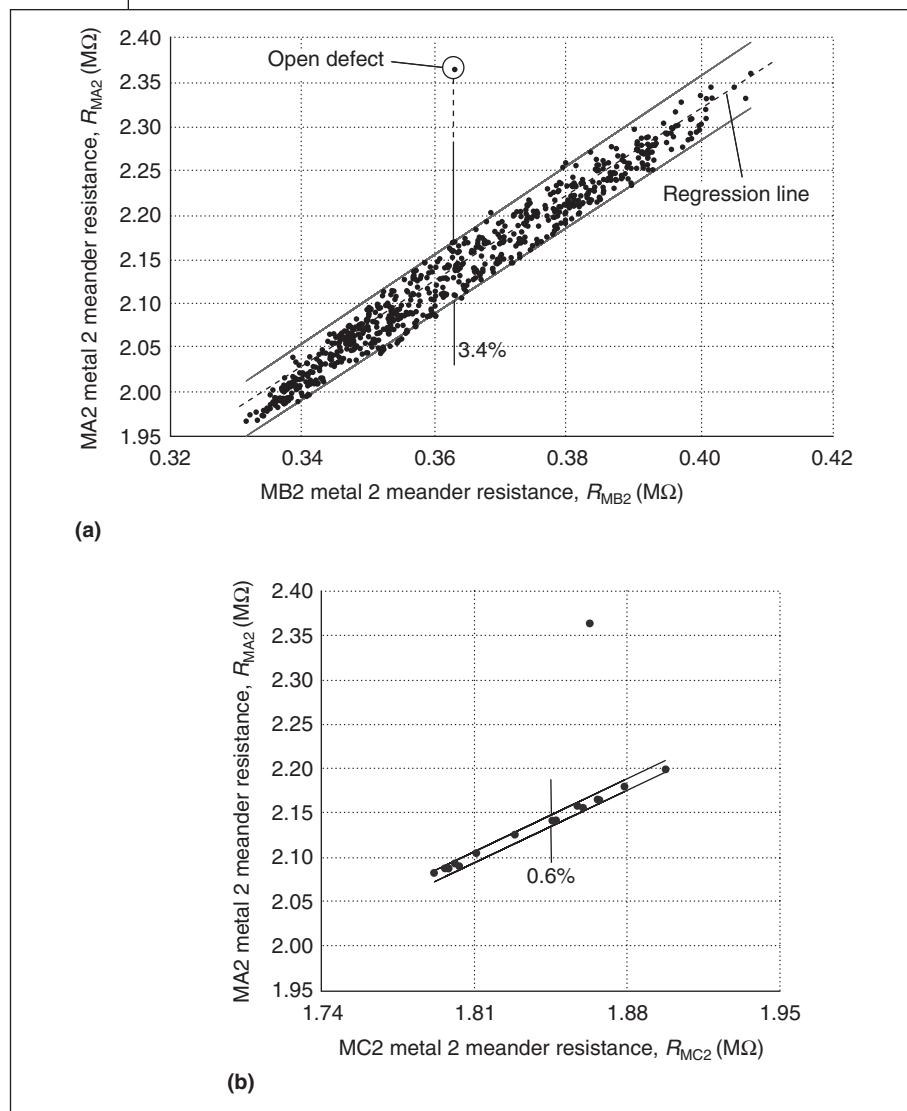 2.40
2.35
2.30
2.25
2.20
2.15
2.10
2.05
2.00
1.95
MA2 metal 2 meander resistance, R_MA2 (MΩ)
Open defect
Regression line
3.4%
0.32 0.34 0.36 0.38 0.40 0.42
MB2 metal 2 meander resistance, R_MB2 (MΩ)
(a)
2.40
2.35
2.30
2.25
2.20
2.15
2.10
2.05
2.00
1.95
MA2 metal 2 meander resistance, R_MA2 (MΩ)
0.6%
1.74 1.81 1.88 1.95
MC2 metal 2 meander resistance, R_MC2 (MΩ)
(b)